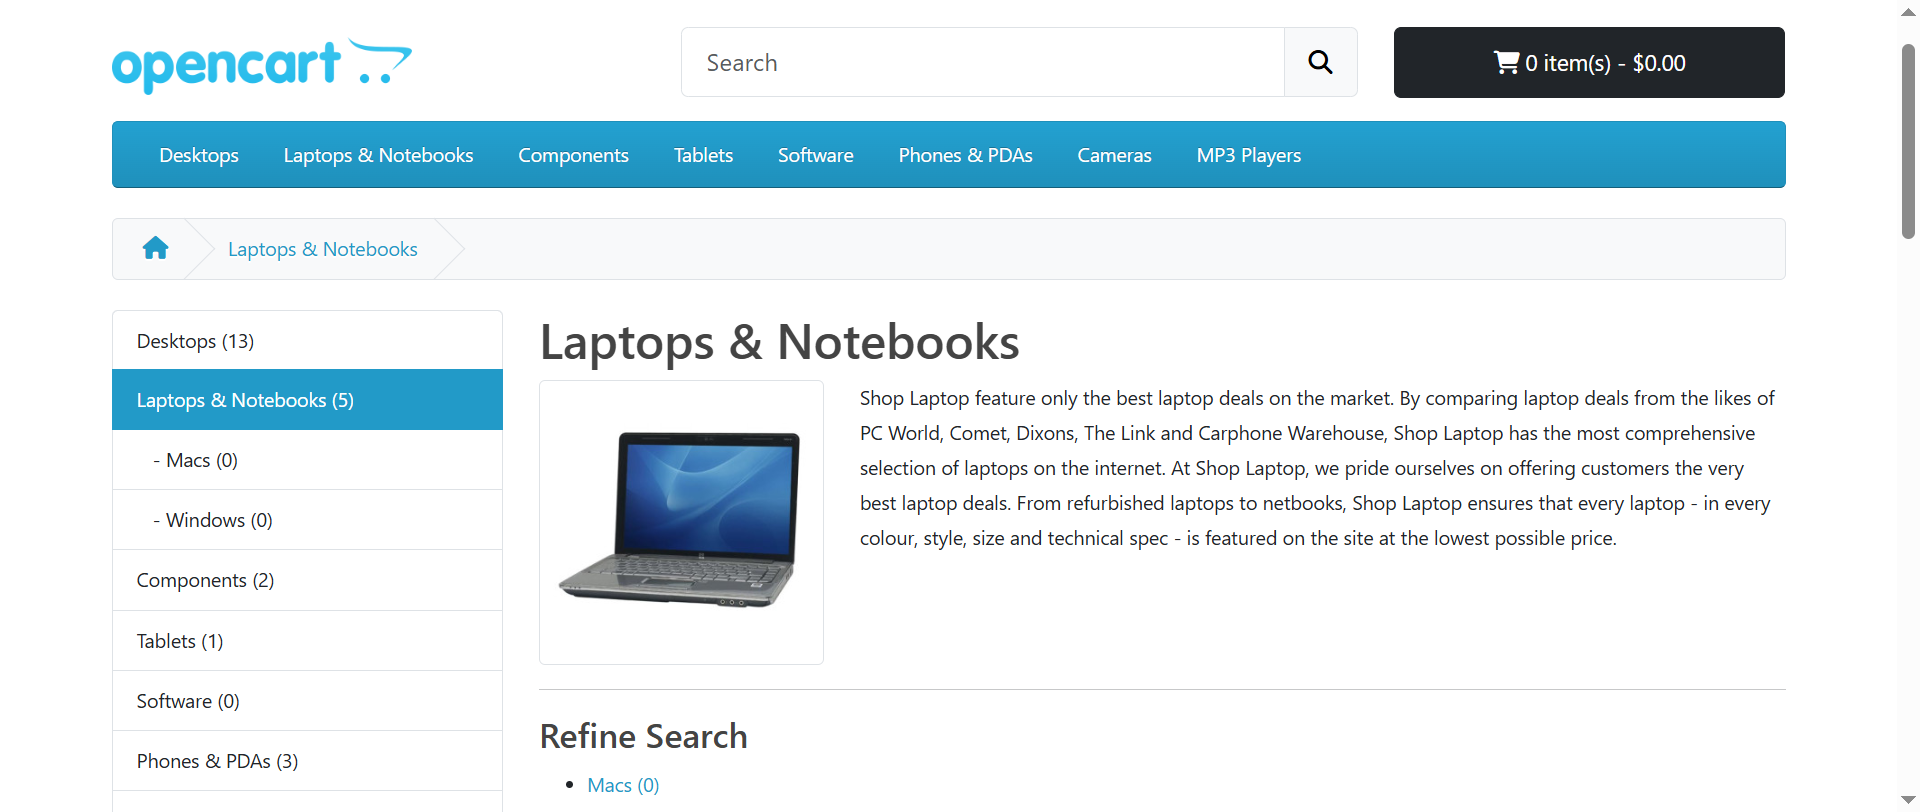 opencart
Search
0 item(s) - $0.00
Desktops
Laptops & Notebooks
Components
Tablets
Software
Phones & PDAs
Cameras
MP3 Players
Laptops & Notebooks
Desktops (13)
Laptops & Notebooks (5)
- Macs (0)
- Windows (0)
Components (2)
Tablets (1)
Software (0)
Phones & PDAs (3)
Laptops & Notebooks
Shop Laptop feature only the best laptop deals on the market. By comparing laptop deals from the likes of
PC World, Comet, Dixons, The Link and Carphone Warehouse, Shop Laptop has the most comprehensive
selection of laptops on the internet. At Shop Laptop, we pride ourselves on offering customers the very
best laptop deals. From refurbished laptops to netbooks, Shop Laptop ensures that every laptop - in every
colour, style, size and technical spec - is featured on the site at the lowest possible price.
Refine Search
Macs (0)